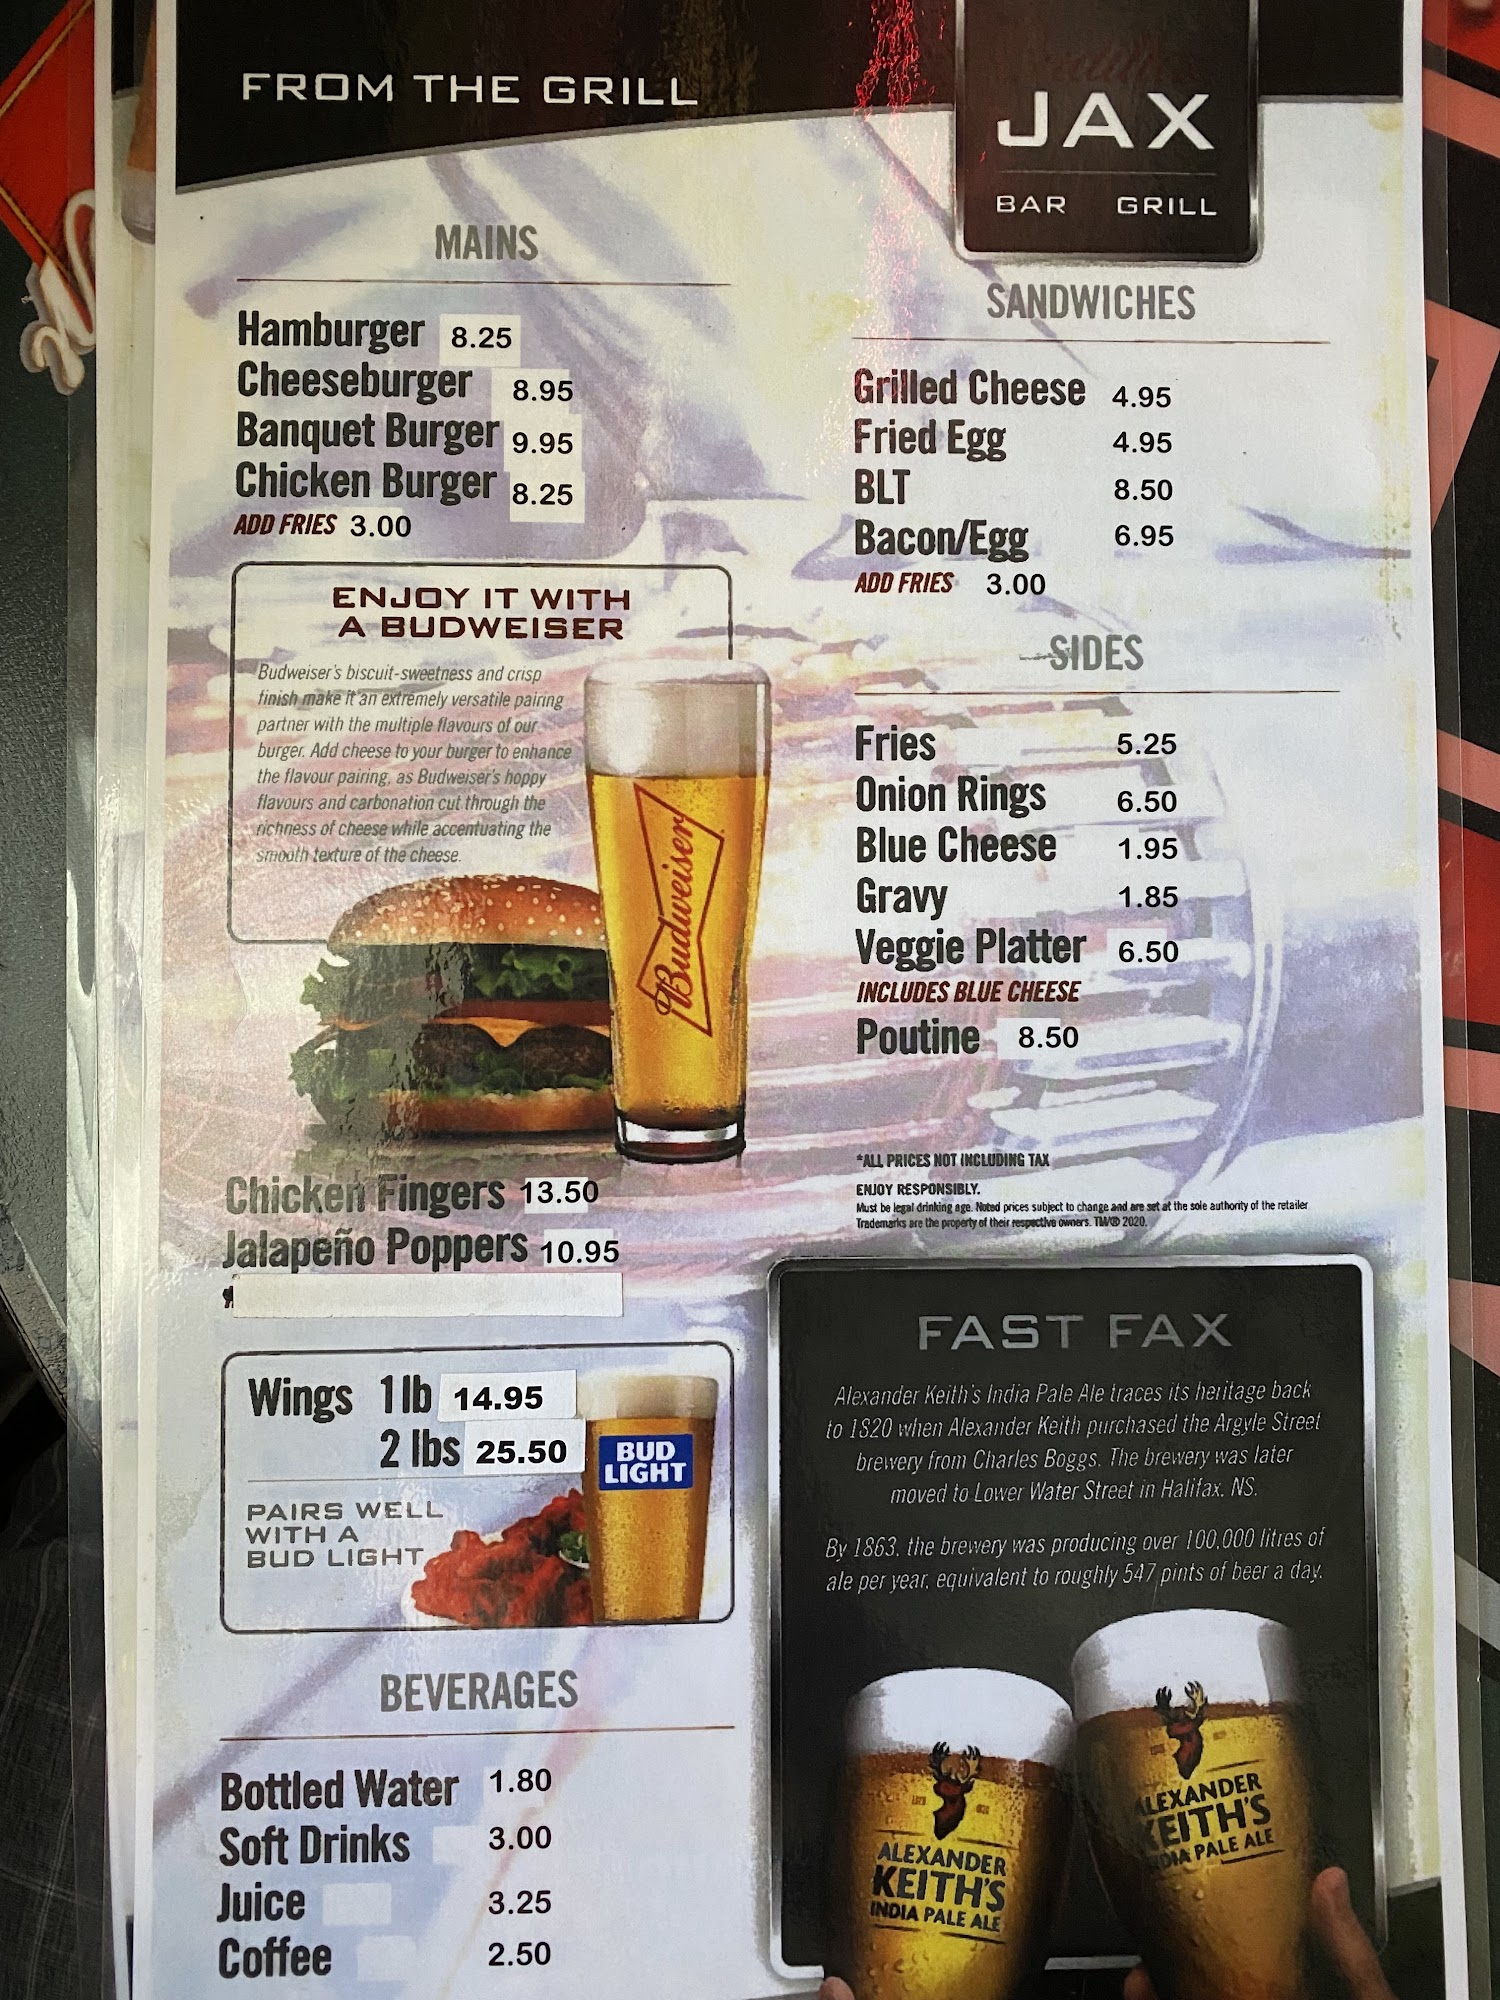 FROM THE GRILL
JAX
BAR GRILL
MAINS
Hamburger 8.25
Cheeseburger 8.95
Banquet Burger 9.95
Chicken Burger 8.25
ADD FRIES 3.00
ENJOY IT WITH
A BUDWEISER
Budweiser's biscuit-sweetness and crisp
finish make it an extremely versatile pairing
partner with the multiple flavours of our
burger. Add cheese to your burger to enhance
the flavour pairing, as Budweiser's hoppy
flavours and carbonation cut through the
richness of cheese while accentuating the
smooth texture of the cheese.
Budweiser
Chicken Fingers 13.50
Jalapeño Poppers 10.95
Wings 1 lb 14.95
2 lbs 25.50
PAIRS WELL
WITH A
BUD LIGHT
BUD
LIGHT
BEVERAGES
Bottled Water 1.80
Soft Drinks 3.00
Juice 3.25
Coffee 2.50
SANDWICHES
Grilled Cheese 4.95
Fried Egg 4.95
BLT 8.50
Bacon/Egg 6.95
ADD FRIES 3.00
SIDES
Fries 5.25
Onion Rings 6.50
Blue Cheese 1.95
Gravy 1.85
Veggie Platter 6.50
INCLUDES BLUE CHEESE
Poutine 8.50
*ALL PRICES NOT INCLUDING TAX
ENJOY RESPONSIBLY.
Must be legal drinking age. Noted prices subject to change and are set at the sole authority of the retailer
Trademarks are the property of their respective owners. TM/® 2020.
FAST FAX
Alexander Keith's India Pale Ale traces its heritage back
to 1820 when Alexander Keith purchased the Argyle Street
brewery from Charles Boggs. The brewery was later
moved to Lower Water Street in Halifax, NS.
By 1863, the brewery was producing over 100,000 litres of
ale per year, equivalent to roughly 547 pints of beer a day.
ALEXANDER
KEITH'S
INDIA PALE ALE
ALEXANDER
KEITH'S
INDIA PALE ALE